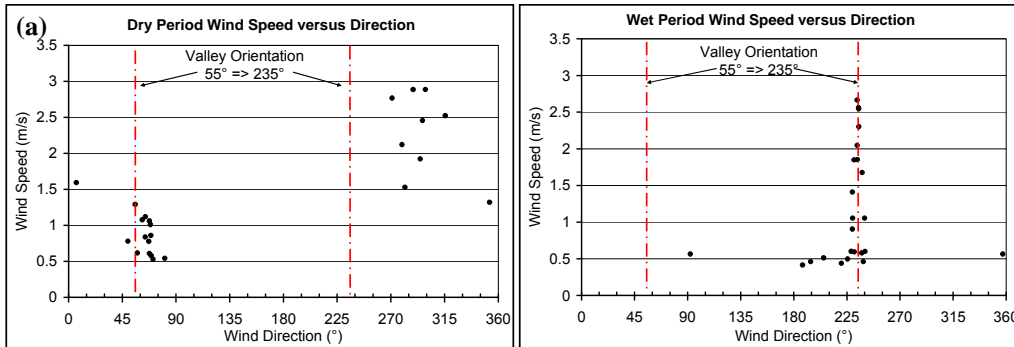 (a)
Dry Period Wind Speed versus Direction
3.5
3
2.5
2
1.5
1
0.5
0
Wind Speed (m/s)
Valley Orientation
55° => 235°
0 45 90 135 180 225 270 315 360
Wind Direction (°)
Wet Period Wind Speed versus Direction
3.5
3
2.5
2
1.5
1
0.5
0
Wind Speed (m/s)
Valley Orientation
55° => 235°
0 45 90 135 180 225 270 315 360
Wind Direction (°)